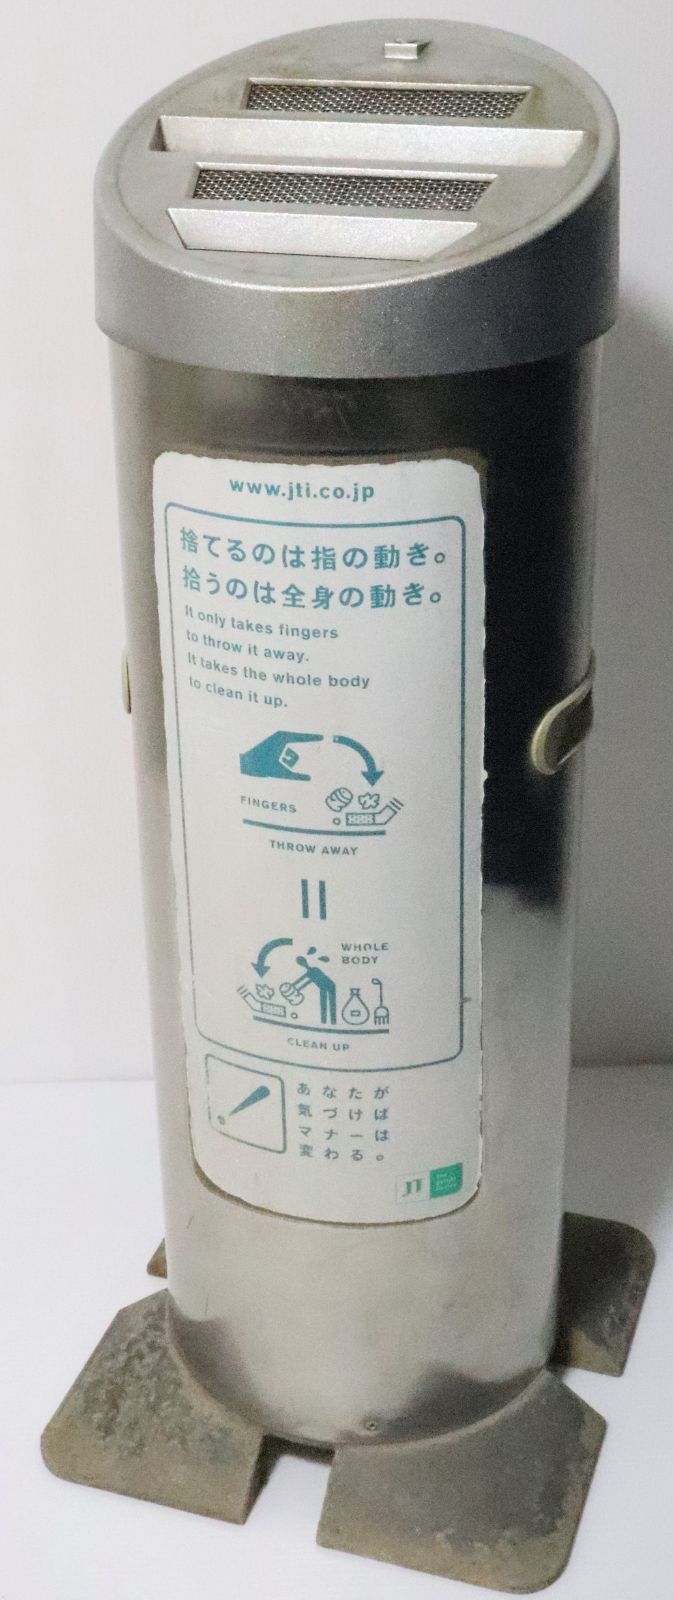 www.jti.co.jp
捨てるのは指の動き。
拾うのは全身の動き。
It only takes fingers
to throw it away.
It takes the whole body
to clean it up.
FINGERS
THROW AWAY
WHOLE
BODY
CLEAN UP
あなたが
気づけば
マナーは
変わる。
JT